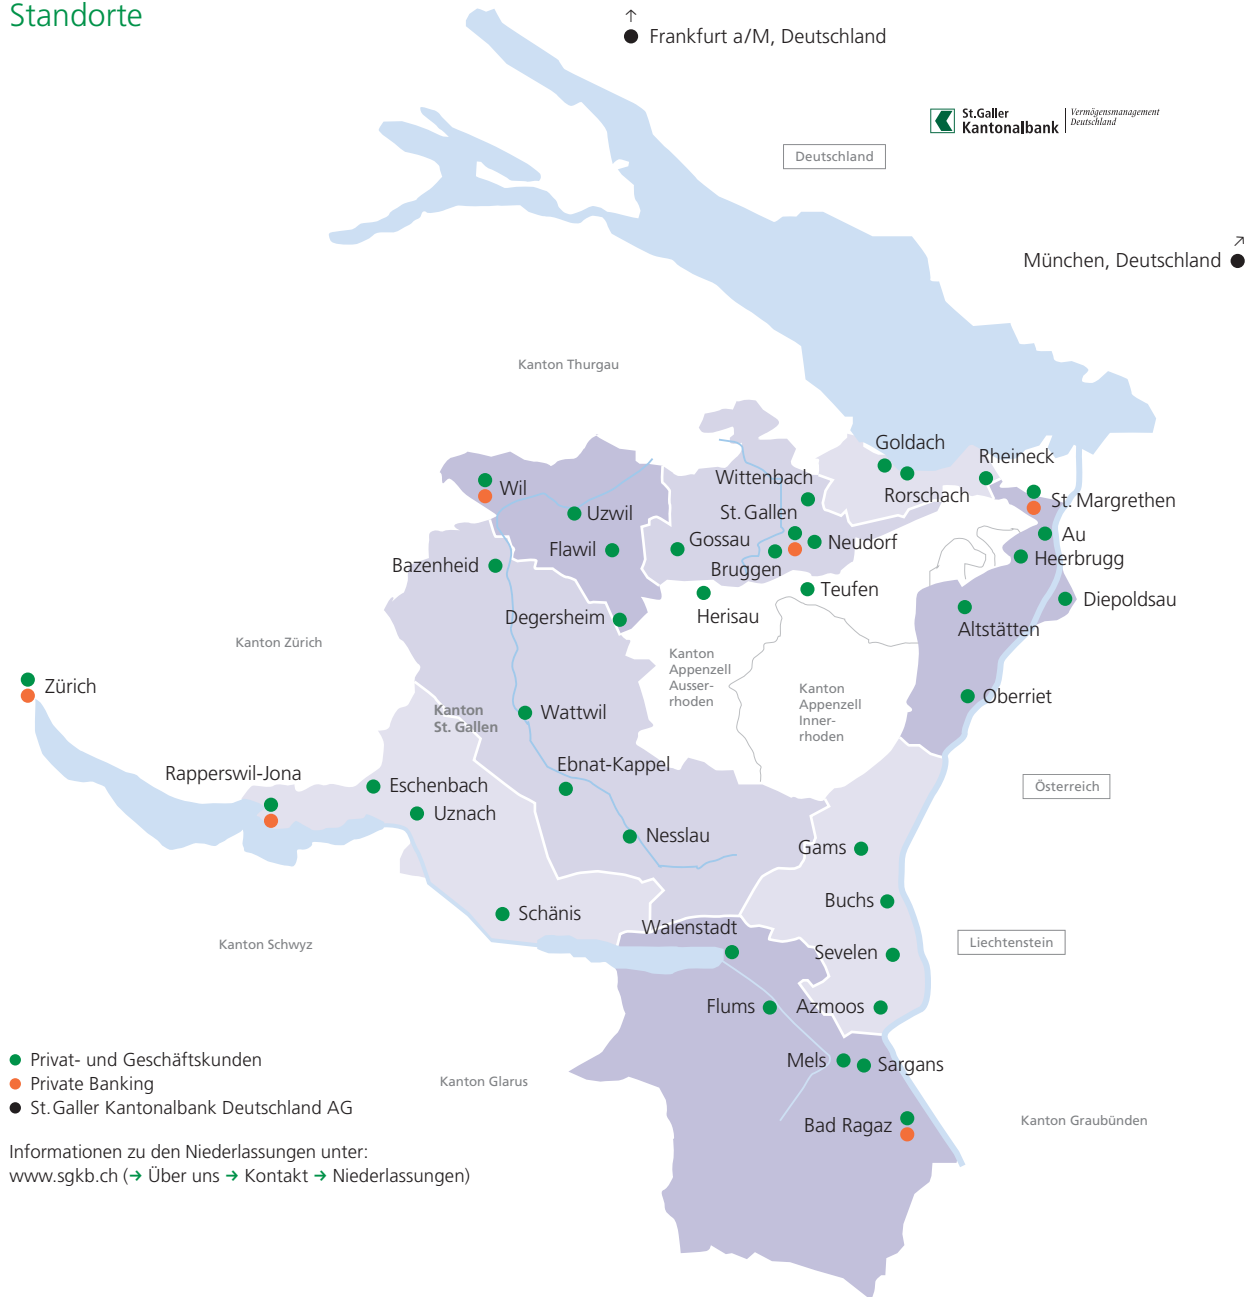 Standorte
Frankfurt a/M, Deutschland
St.Galler
Kantonalbank
Vermögensmanagement
Deutschland
Deutschland
München, Deutschland
Kanton Thurgau
Goldach
Rheineck
Wittenbach
Rorschach
St. Margrethen
Wil
Uzwil
St. Gallen
Au
Flawil
Gossau
Neudorf
Heerbrugg
Bazenheid
Bruggen
Teufen
Diepoldsau
Degersheim
Herisau
Altstätten
Kanton Zürich
Kanton
Appenzell
Ausser-
rhoden
Kanton
Appenzell
Inner-
rhoden
Zürich
Oberriet
Kanton
St. Gallen
Wattwil
Rapperswil-Jona
Ebnat-Kappel
Eschenbach
Österreich
Uznach
Nesslau
Gams
Buchs
Schänis
Walenstadt
Kanton Schwyz
Liechtenstein
Sevelen
Flums
Azmoos
Mels
Sargans
Kanton Glarus
Bad Ragaz
Kanton Graubünden
Privat- und Geschäftskunden
Private Banking
St.Galler Kantonalbank Deutschland AG
Informationen zu den Niederlassungen unter:
www.sgkb.ch (→ Über uns → Kontakt → Niederlassungen)